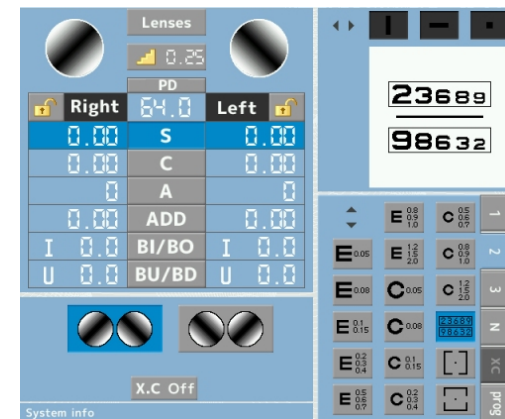 Lenses
0.25
PD
Right 64.0 Left
0.00 S 0.00
0.00 C 0.00
0 A 0
0.00 ADD 0.00
I 0.0 BI/BO I 0.0
U 0.0 BU/BD U 0.0
X.C Off
System info
23689
98632
E 0.8 0.9 1.0 C 0.5 0.6 0.7 1
E 0.05 E 1.2 1.5 2.0 C 0.8 0.9 1.0 2
E 0.08 C 0.05 C 1.2 1.5 2.0 3
E 0.1 0.15 C 0.08 23689 98632 N
E 0.2 0.3 0.4 C 0.1 0.15 XC
E 0.5 0.6 0.7 C 0.2 0.3 0.4 prog